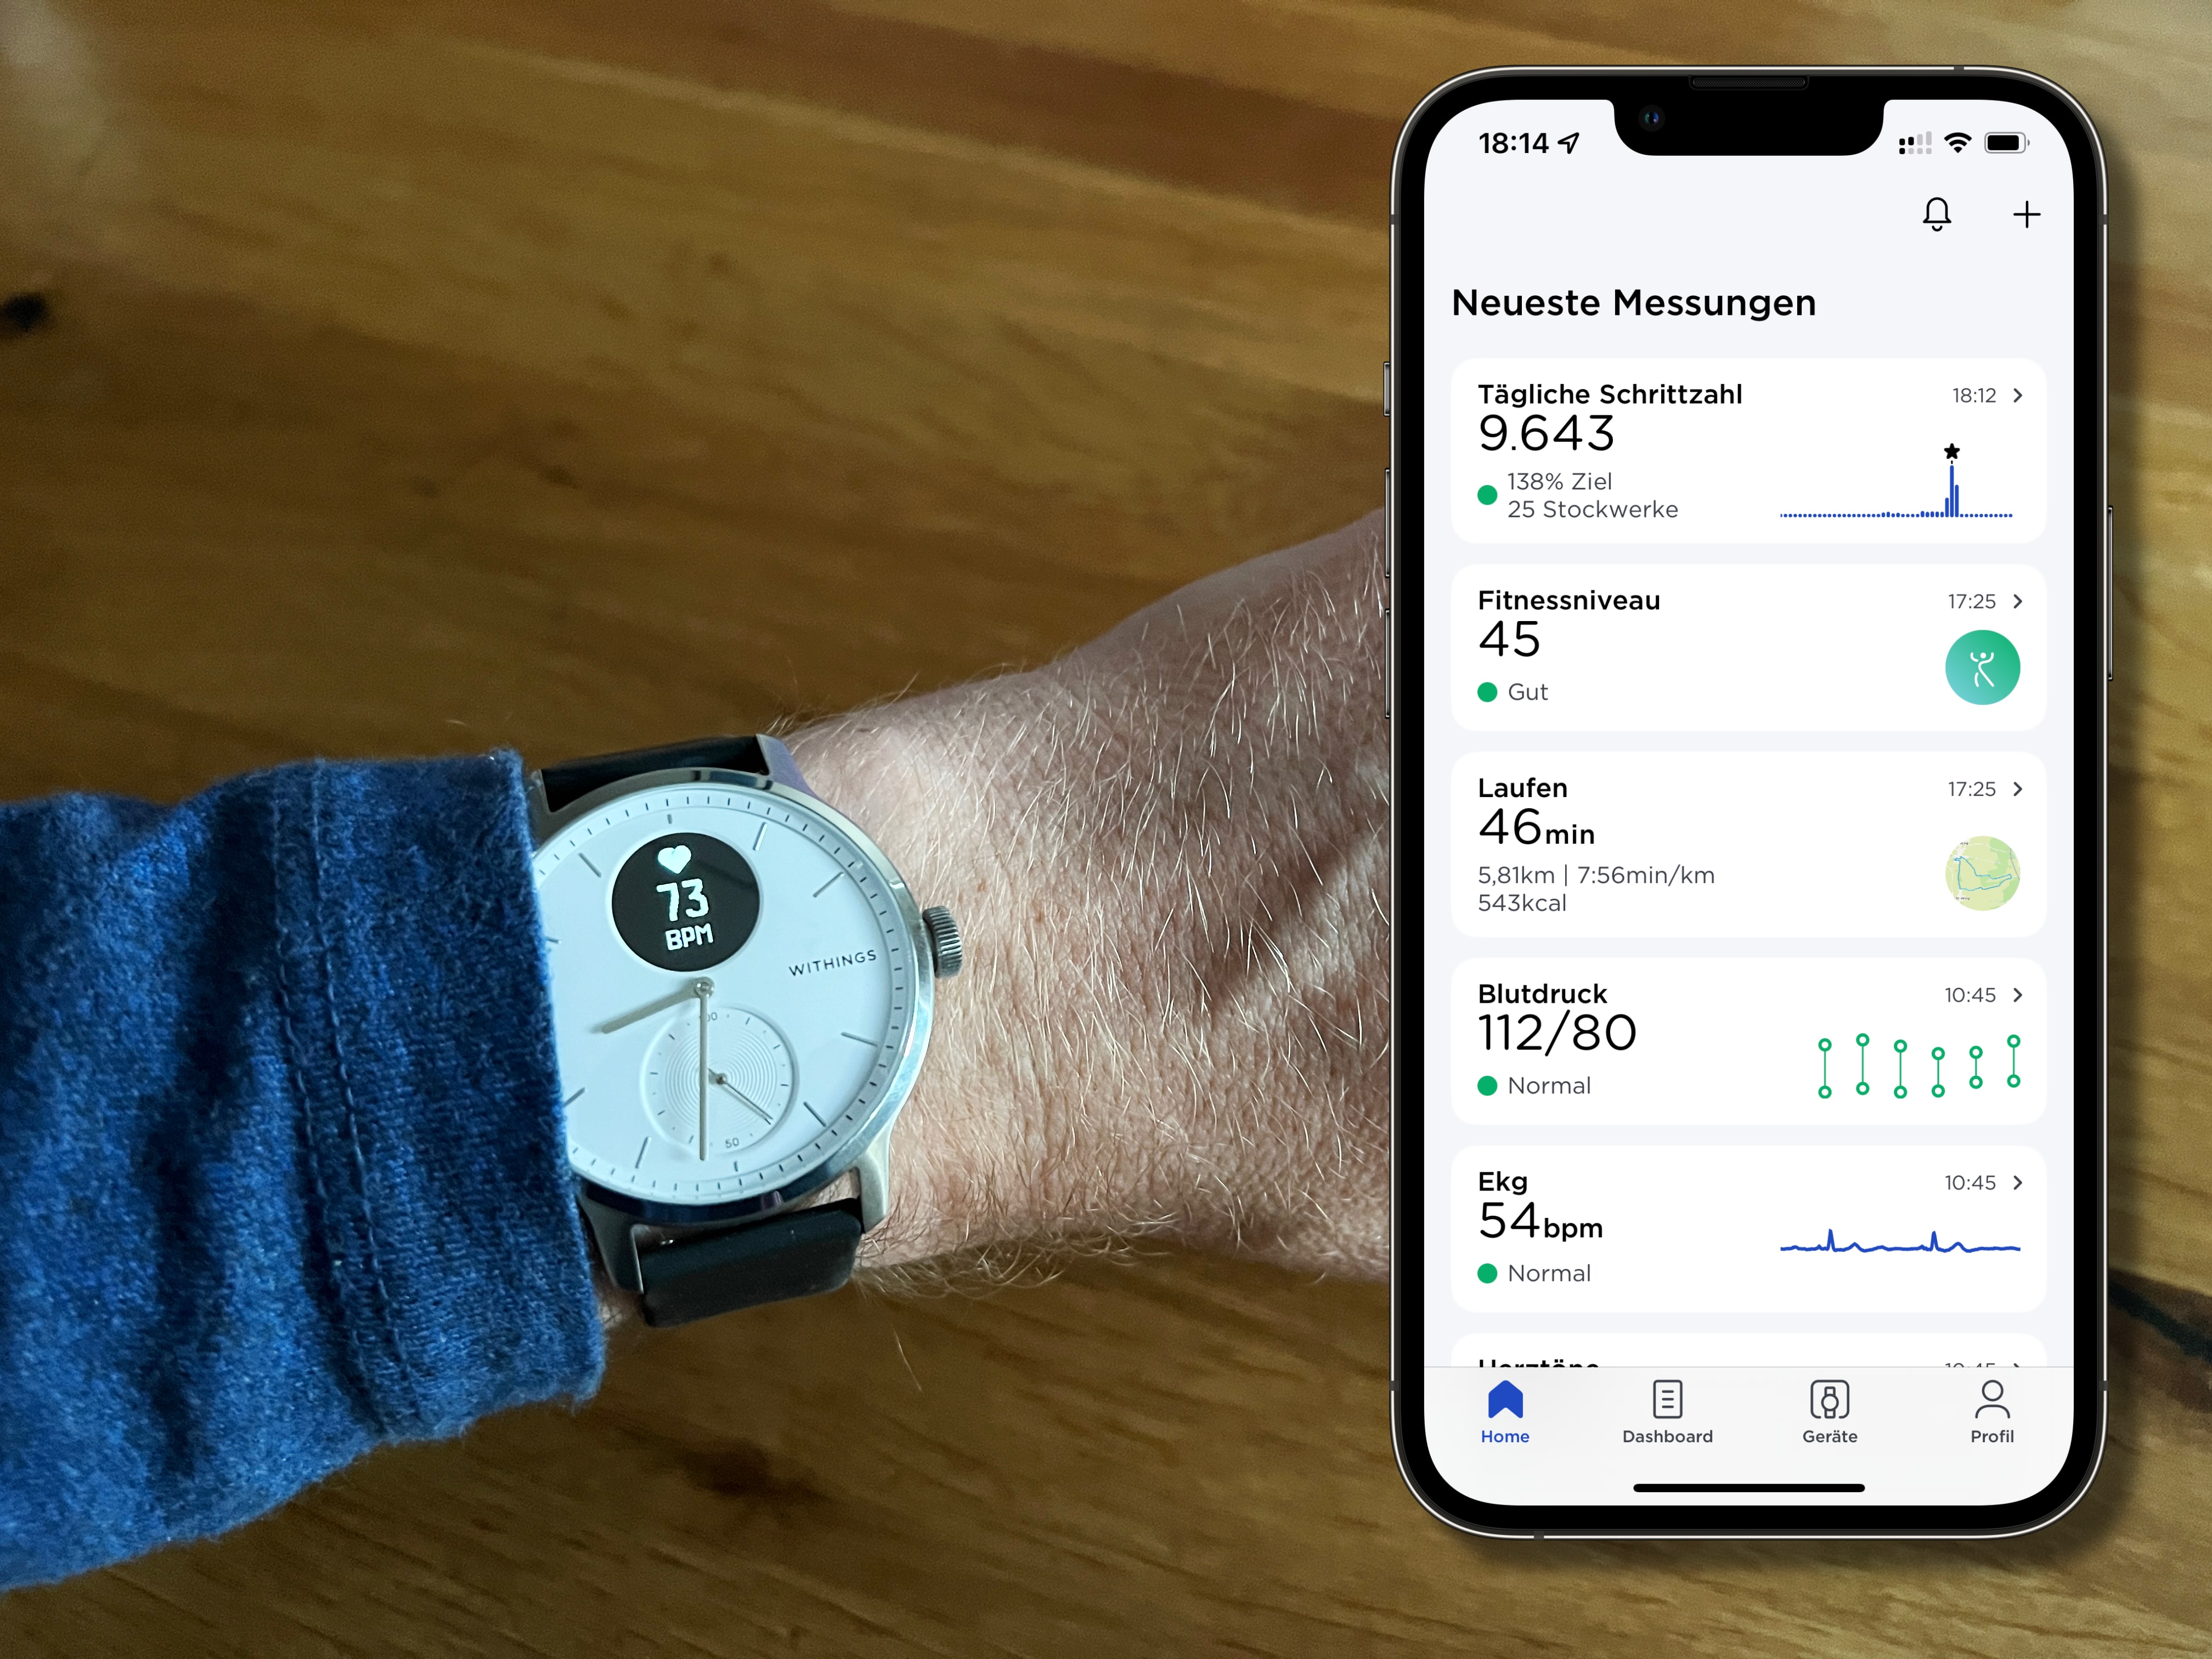 73
BPM
WITHINGS
100
50
18:14
Neueste Messungen
Tägliche Schrittzahl 18:12
9.643
138% Ziel
25 Stockwerke
Fitnessniveau 17:25
45
Gut
Laufen 17:25
46min
5,81km | 7:56min/km
543kcal
Blutdruck 10:45
112/80
Normal
Ekg 10:45
54bpm
Normal
Home Dashboard Geräte Profil